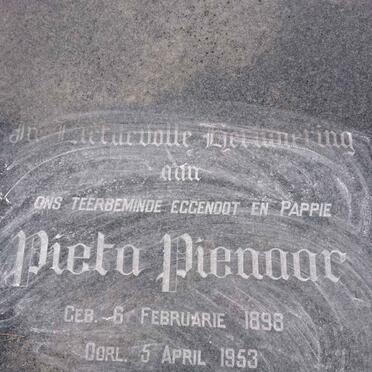 In Liefdevolle Herinnering
aan
ONS TEERBEMINDE EGGENOOT EN PAPPIE
Pieta Pienaar
GEB. 6 FEBRUARIE 1898
OORL. 5 APRIL 1953